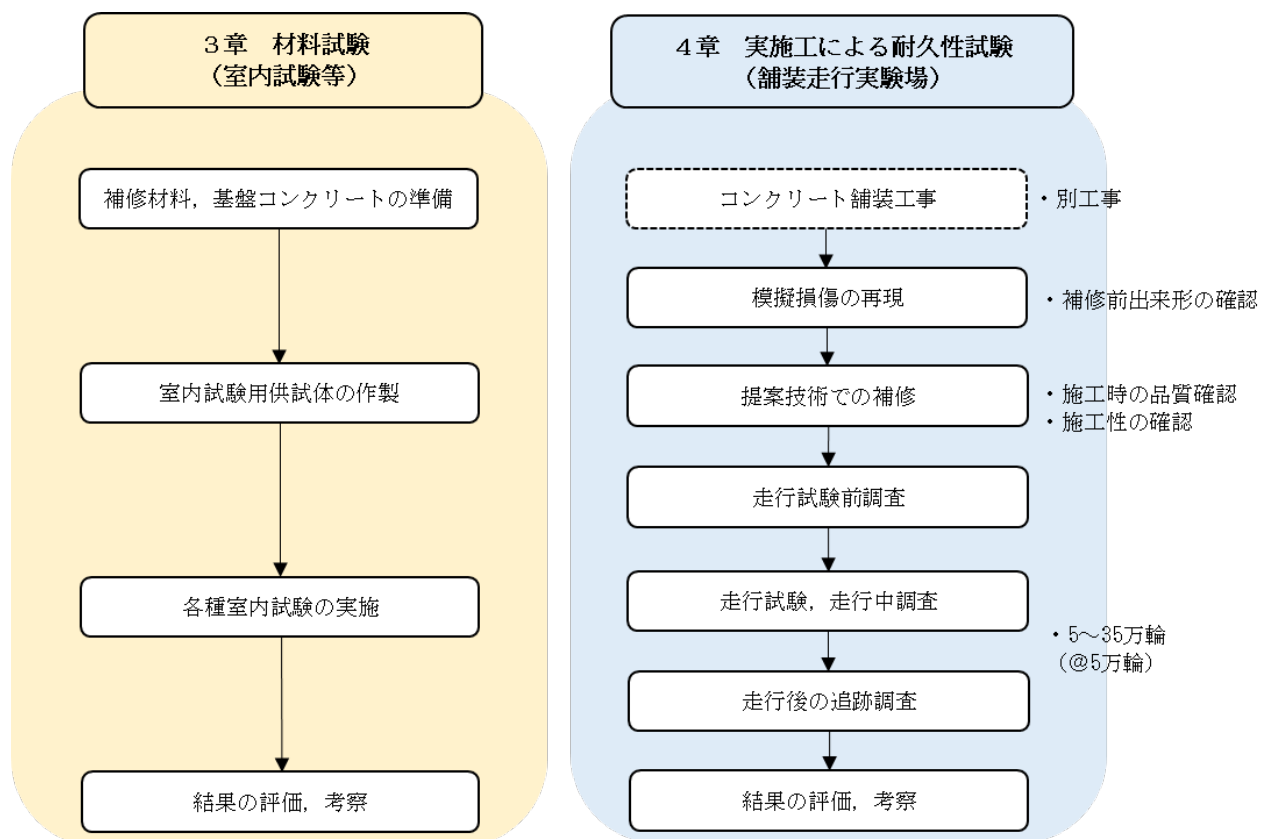 ３章　材料試験
（室内試験等）
補修材料，基盤コンクリートの準備
室内試験用供試体の作製
各種室内試験の実施
結果の評価，考察
４章　実施工による耐久性試験
（舗装走行実験場）
コンクリート舗装工事
・別工事
模擬損傷の再現
・補修前出来形の確認
提案技術での補修
・施工時の品質確認
・施工性の確認
走行試験前調査
走行試験，走行中調査
・5～35万輪
（@5万輪）
走行後の追跡調査
結果の評価，考察